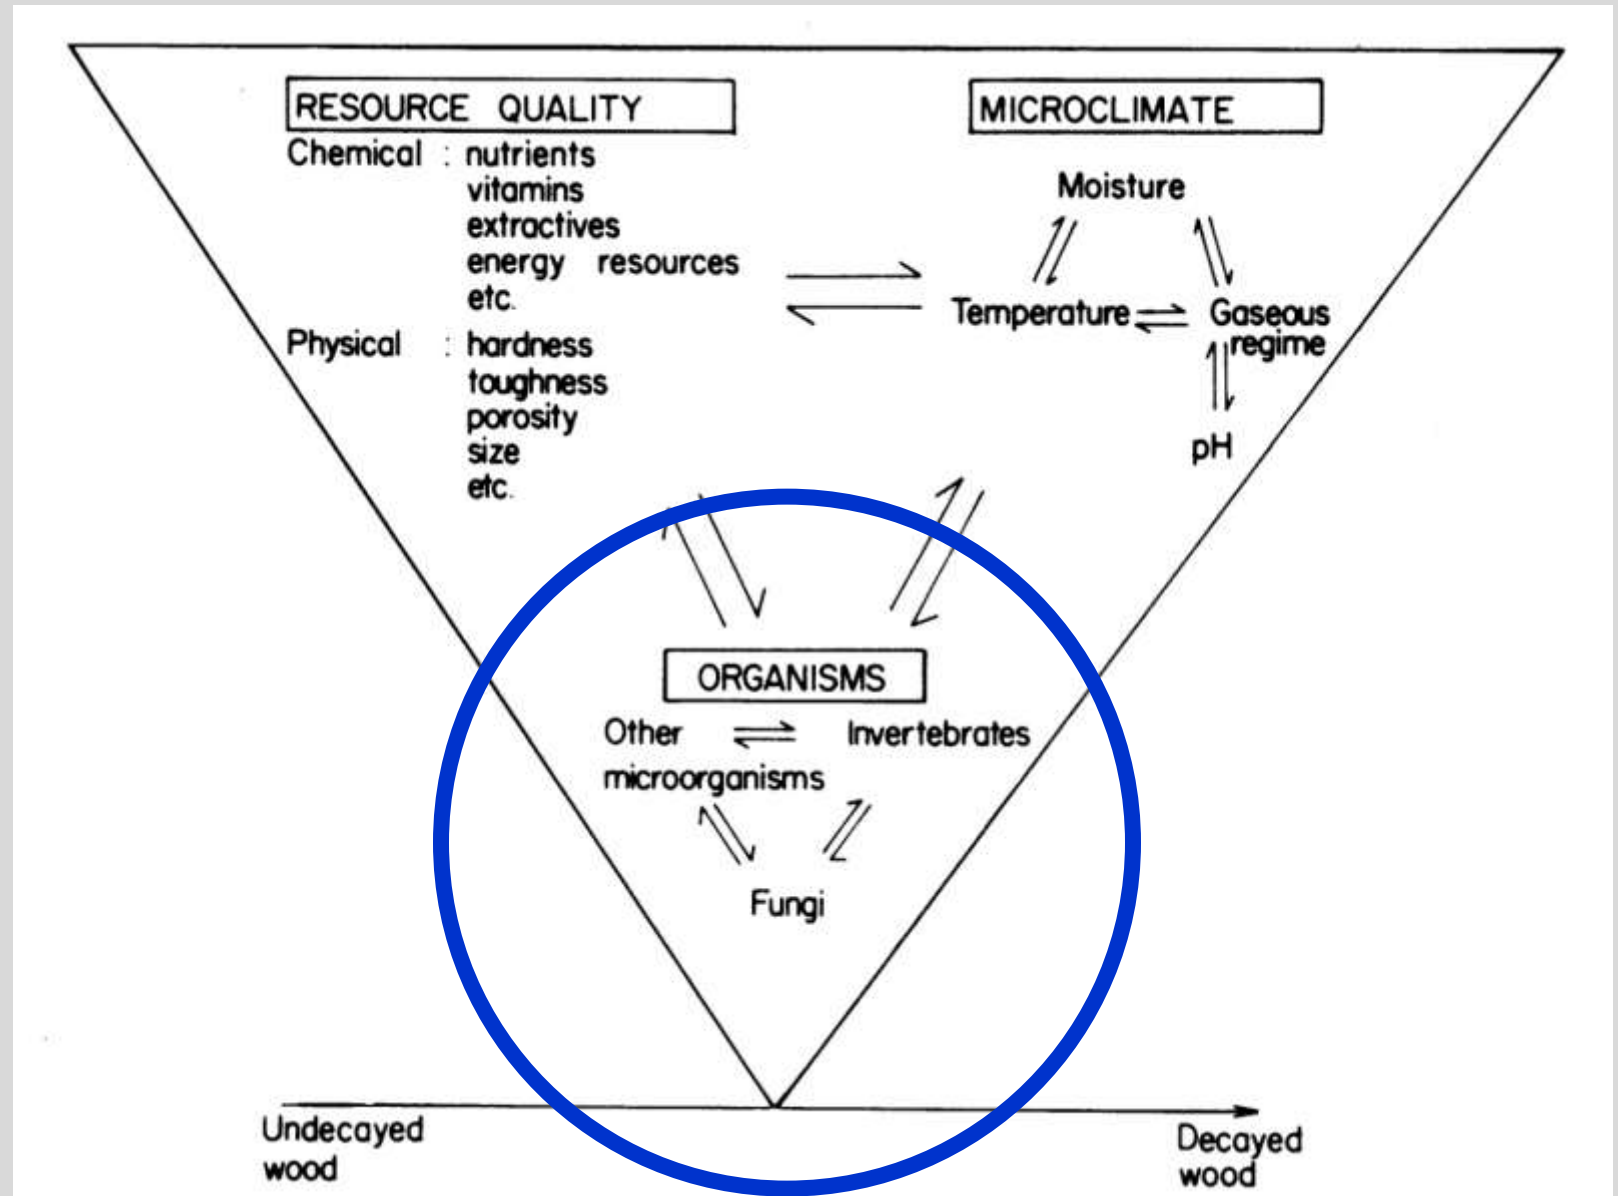 RESOURCE QUALITY
Chemical : nutrients
vitamins
extractives
energy resources
etc.
Physical : hardness
toughness
porosity
size
etc.
MICROCLIMATE
Moisture
Temperature
Gaseous
regime
pH
ORGANISMS
Other
microorganisms
Invertebrates
Fungi
Undecayed
wood
Decayed
wood